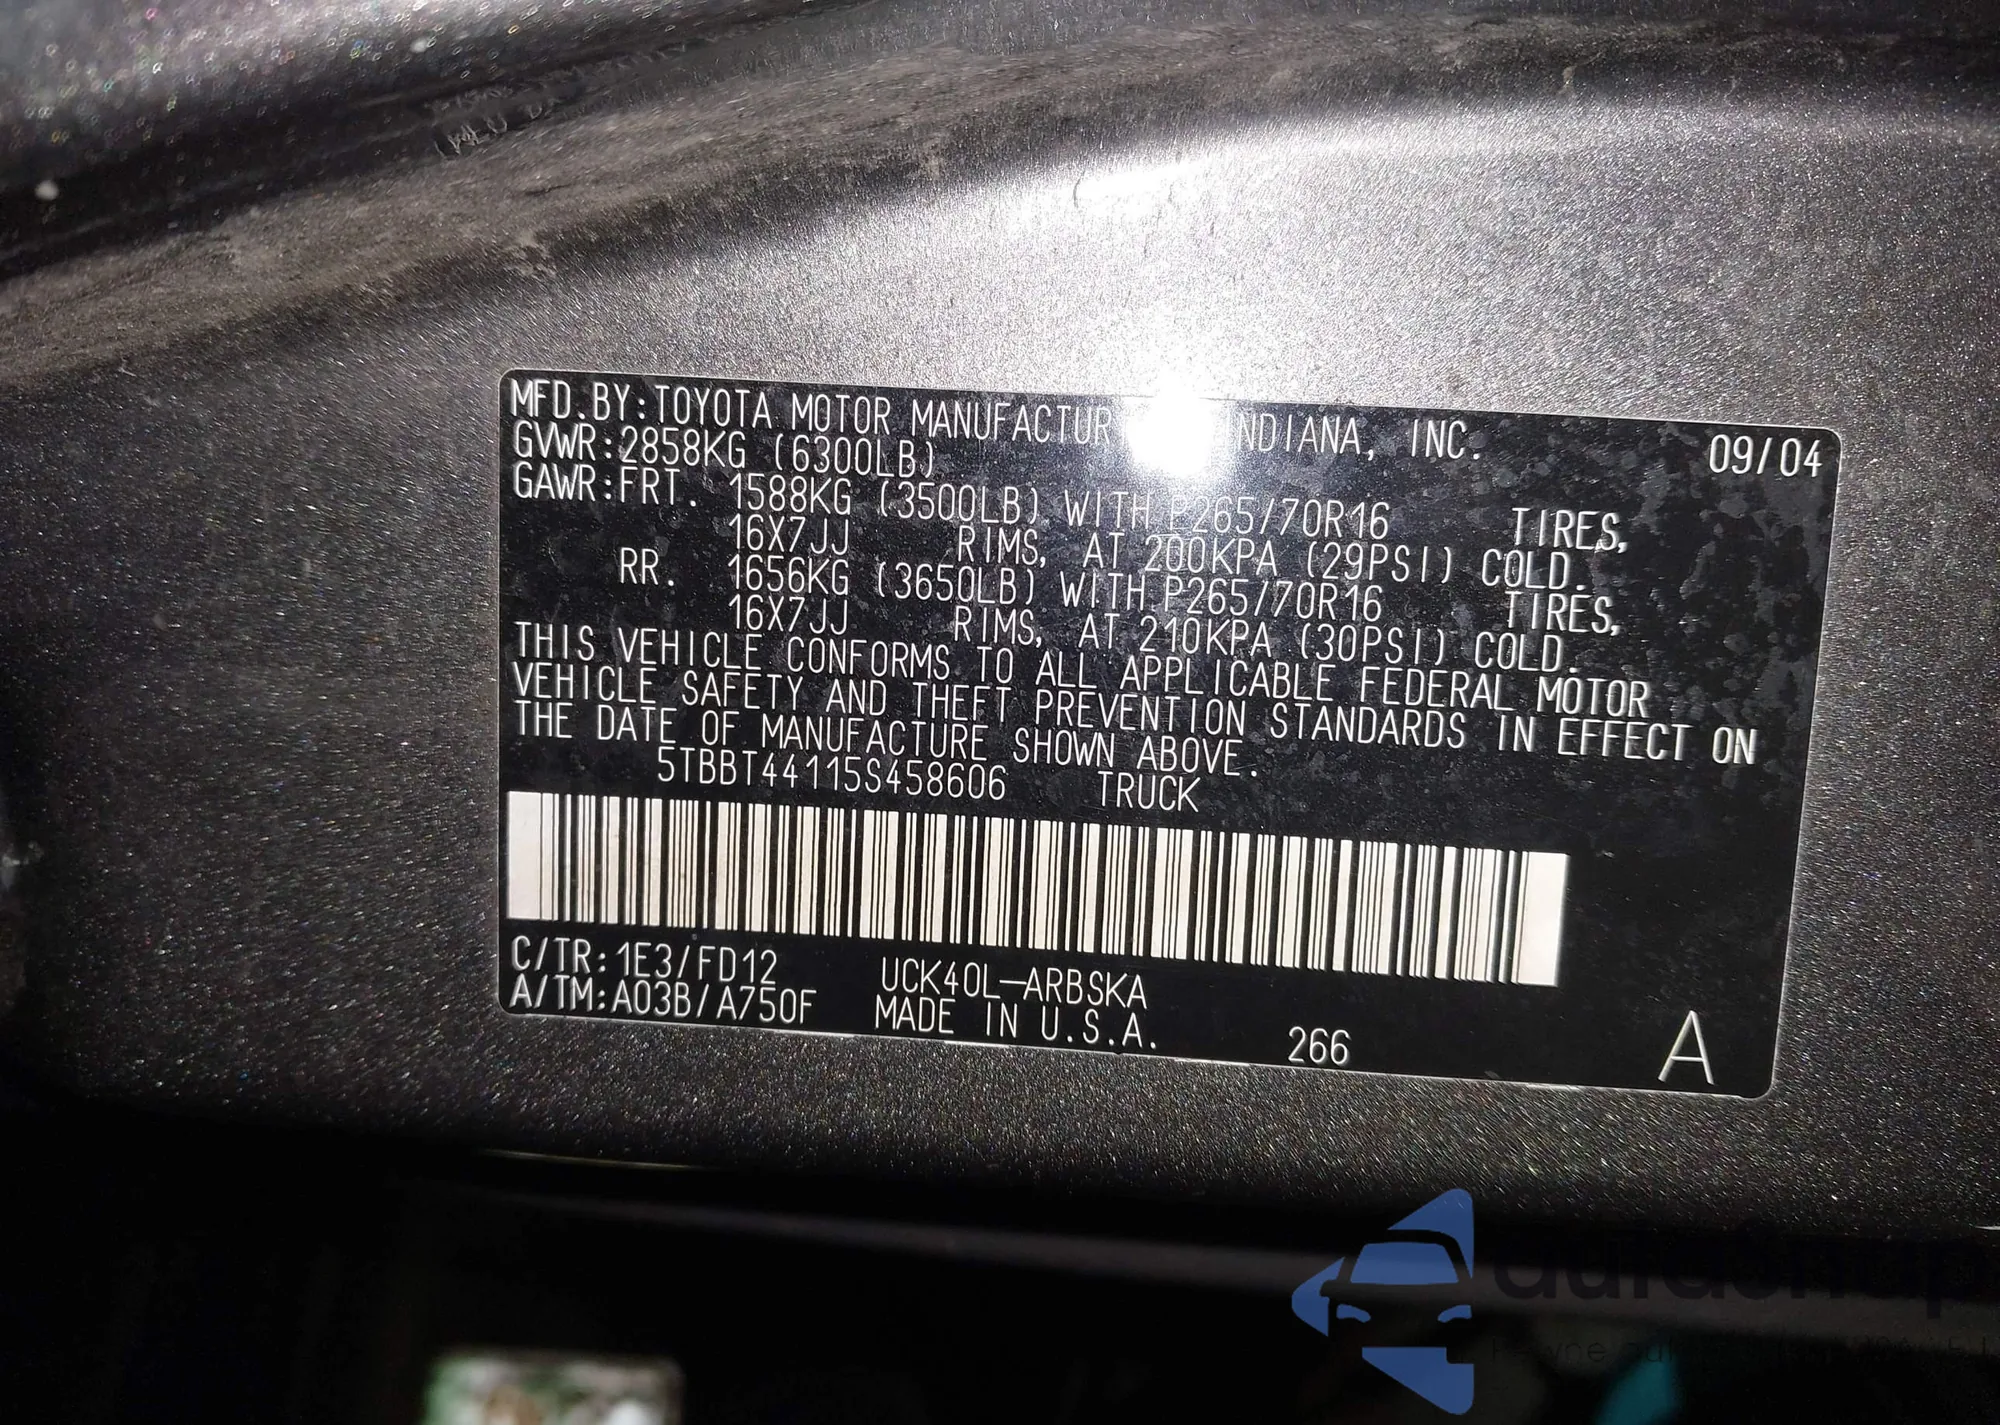 MFD.BY:TOYOTA MOTOR MANUFACTUR NDIANA, INC. 09/04
GVWR:2858KG (6300LB)
GAWR:FRT. 1588KG (3500LB) WITH P265/70R16 TIRES,
16X7JJ RIMS, AT 200KPA (29PSI) COLD.
RR. 1656KG (3650LB) WITH P265/70R16 TIRES,
16X7JJ RIMS, AT 210KPA (30PSI) COLD.
THIS VEHICLE CONFORMS TO ALL APPLICABLE FEDERAL MOTOR
VEHICLE SAFETY AND THEFT PREVENTION STANDARDS IN EFFECT ON
THE DATE OF MANUFACTURE SHOWN ABOVE.
5TBBT44115S458606 TRUCK
C/TR:1E3/FD12 UCK40L-ARBSKA
A/TM:A03B/A750F MADE IN U.S.A. 266 A